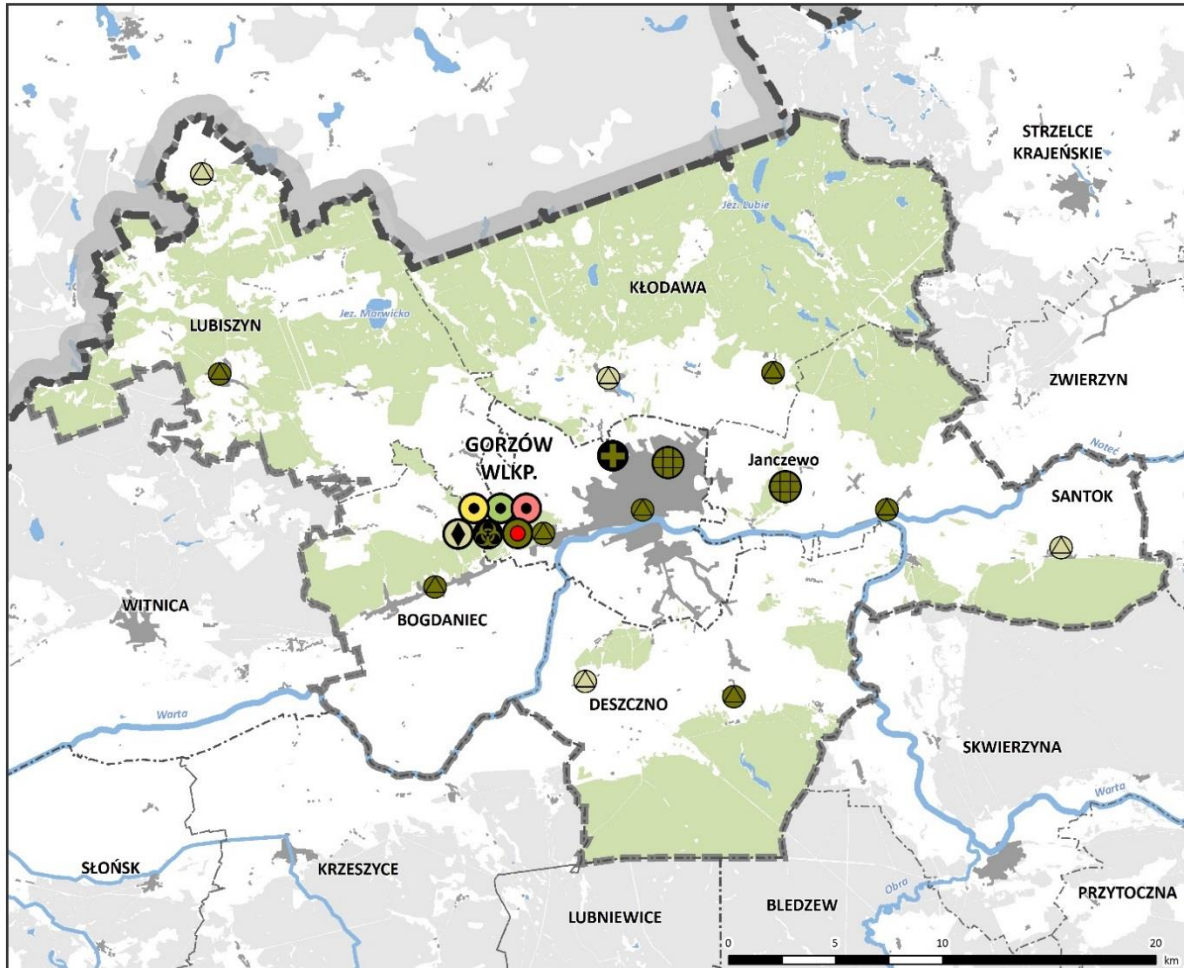 STRZELCE
KRAJEŃSKIE
Jez. Lubie
KŁODAWA
LUBISZYN
Jez. Marwicko
ZWIERZYN
GORZÓW
WLKP.
Janczewo
Noteć
SANTOK
WITNICA
BOGDANIEC
DESZCZNO
Warta
SKWIERZYNA
Warta
SŁOŃSK
KRZESZYCE
Obra
PRZYTOCZNA
LUBNIEWICE
BLEDZEW
0 5 10 20
km